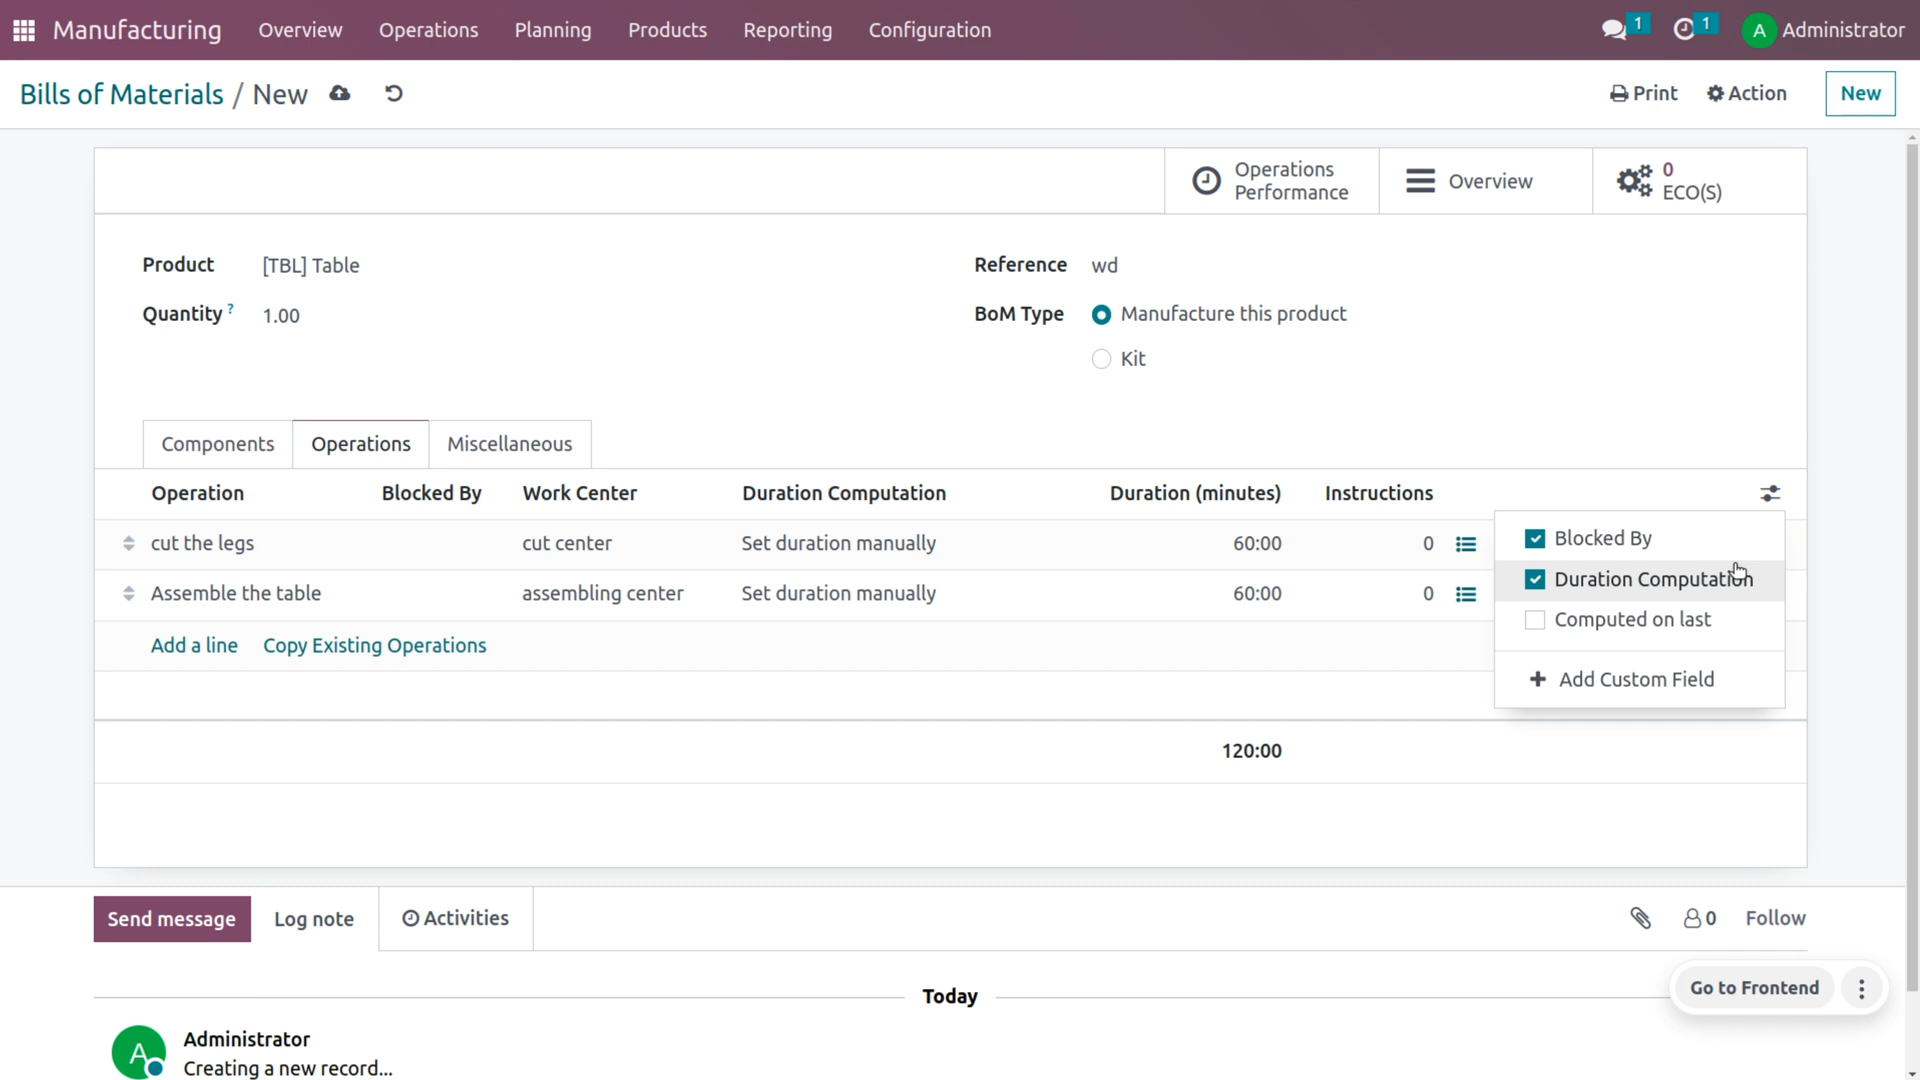 Manufacturing Overview Operations Planning Products Reporting Configuration 1 1 A Administrator
Bills of Materials / New Print Action New
Operations Performance Overview 0 ECO(S)
Product [TBL] Table Reference wd
Quantity ? 1.00 BoM Type Manufacture this product
Kit
Components Operations Miscellaneous
Operation Blocked By Work Center Duration Computation Duration (minutes) Instructions
cut the legs cut center Set duration manually 60:00 0
Assemble the table assembling center Set duration manually 60:00 0
Add a line Copy Existing Operations
Blocked By
Duration Computation
Computed on last
Add Custom Field
120:00
Send message Log note Activities 0 Follow
Today
Go to Frontend
A Administrator
Creating a new record...